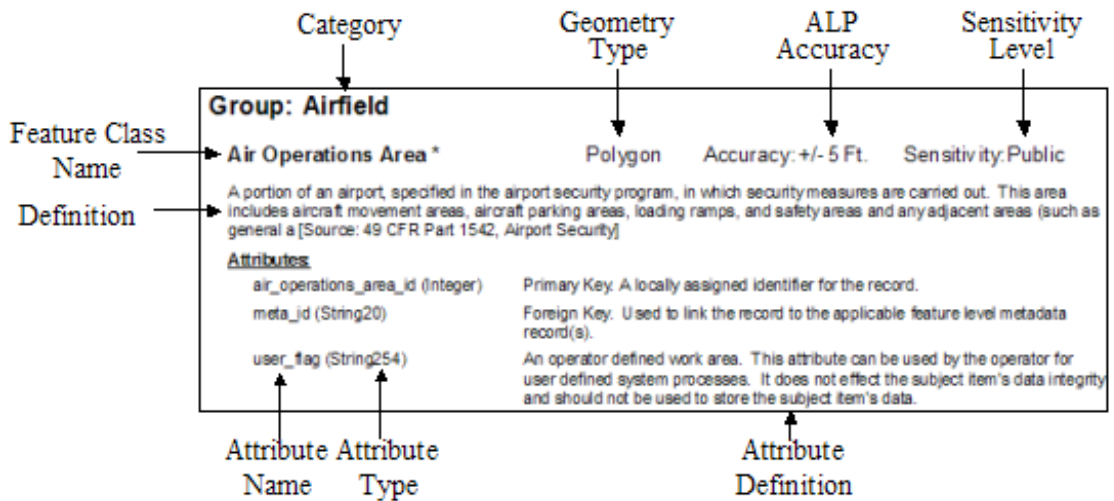 Category
Geometry Type
ALP Accuracy
Sensitivity Level
Group: Airfield
Feature Class Name
Air Operations Area * Polygon Accuracy: +/- 5 Ft. Sensitivity: Public
Definition
A portion of an airport, specified in the airport security program, in which security measures are carried out. This area
includes aircraft movement areas, aircraft parking areas, loading ramps, and safety areas and any adjacent areas (such as
general a [Source: 49 CFR Part 1542, Airport Security]
Attributes:
air_operations_area_id (Integer) Primary Key. A locally assigned identifier for the record.
meta_id (String20) Foreign Key. Used to link the record to the applicable feature level metadata
record(s).
user_flag (String254) An operator defined work area. This attribute can be used by the operator for
user defined system processes. It does not effect the subject item's data integrity
and should not be used to store the subject item's data.
Attribute Name
Attribute Type
Attribute Definition